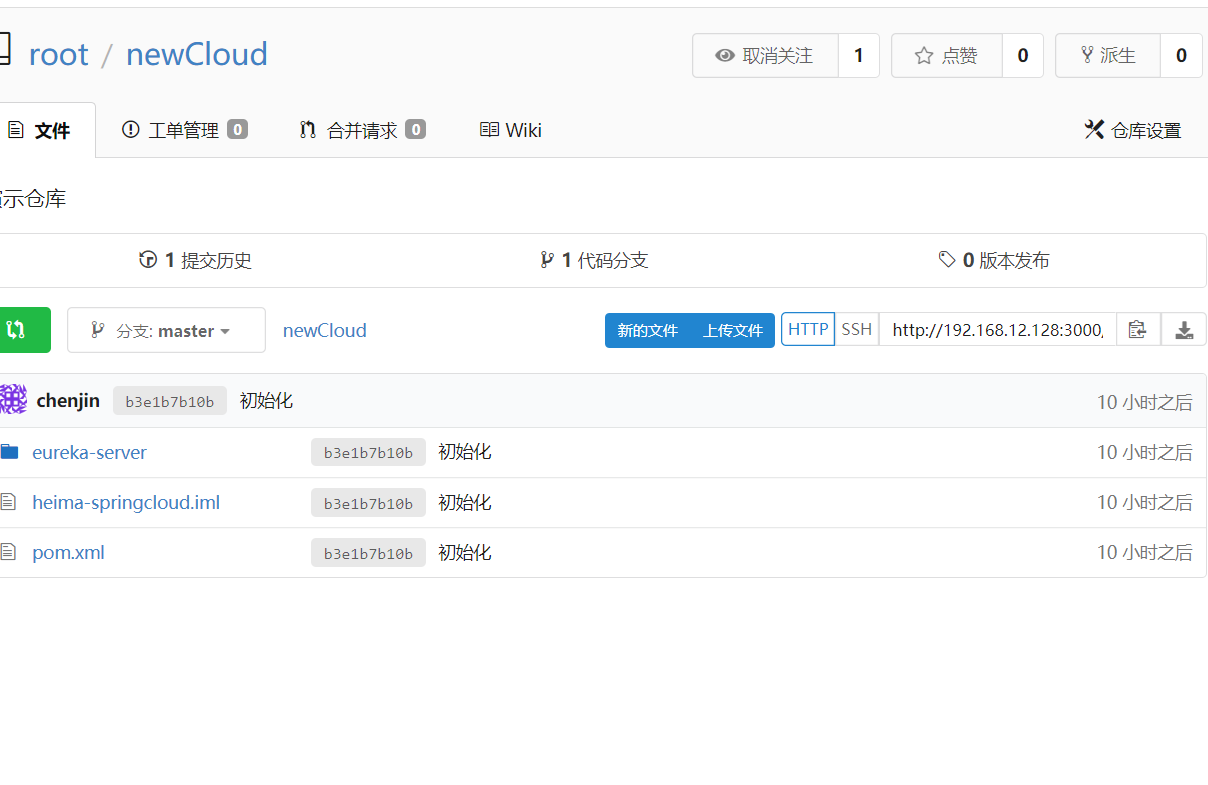 root / newCloud
取消关注 1 点赞 0 派生 0
文件 工单管理 0 合并请求 0 Wiki 仓库设置
示仓库
1 提交历史 1 代码分支 0 版本发布
分支: master newCloud 新的文件 上传文件 HTTP SSH http://192.168.12.128:3000,
chenjin b3e1b7b10b 初始化 10 小时之后
eureka-server b3e1b7b10b 初始化 10 小时之后
heima-springcloud.iml b3e1b7b10b 初始化 10 小时之后
pom.xml b3e1b7b10b 初始化 10 小时之后